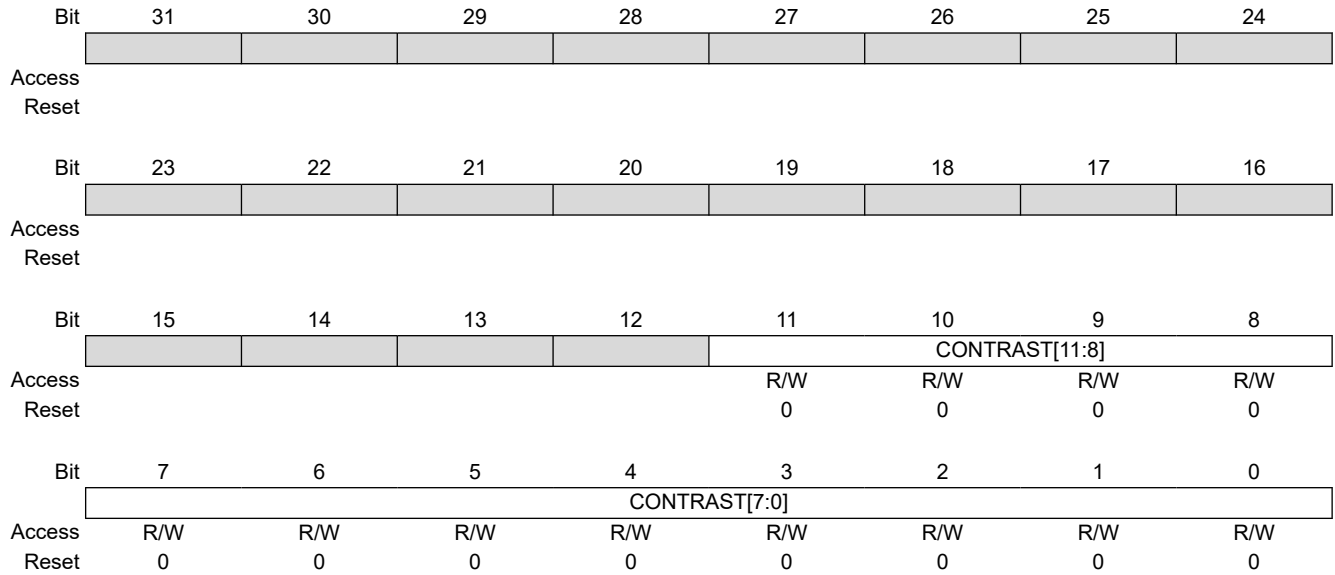 Bit 31 30 29 28 27 26 25 24
Access
Reset
Bit 23 22 21 20 19 18 17 16
Access
Reset
Bit 15 14 13 12 11 10 9 8
CONTRAST[11:8]
Access R/W R/W R/W R/W
Reset 0 0 0 0
Bit 7 6 5 4 3 2 1 0
CONTRAST[7:0]
Access R/W R/W R/W R/W R/W R/W R/W R/W
Reset 0 0 0 0 0 0 0 0